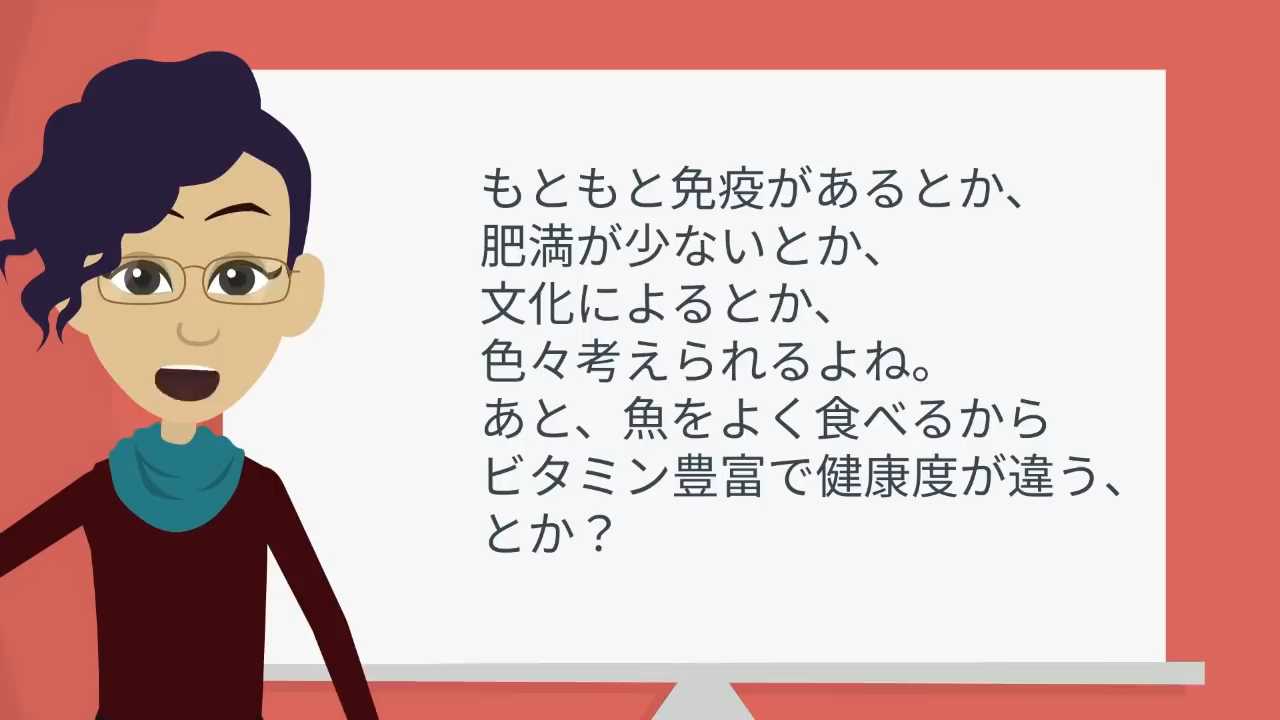 もともと免疫があるとか、
肥満が少ないとか、
文化によるとか、
色々考えられるよね。
あと、魚をよく食べるから
ビタミン豊富で健康度が違う、
とか？